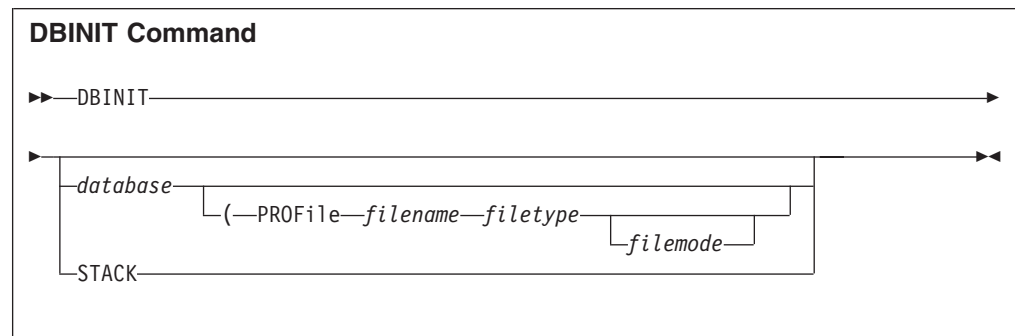 DBINIT Command
DBINIT
database
( PROFile filename filetype
filemode
STACK